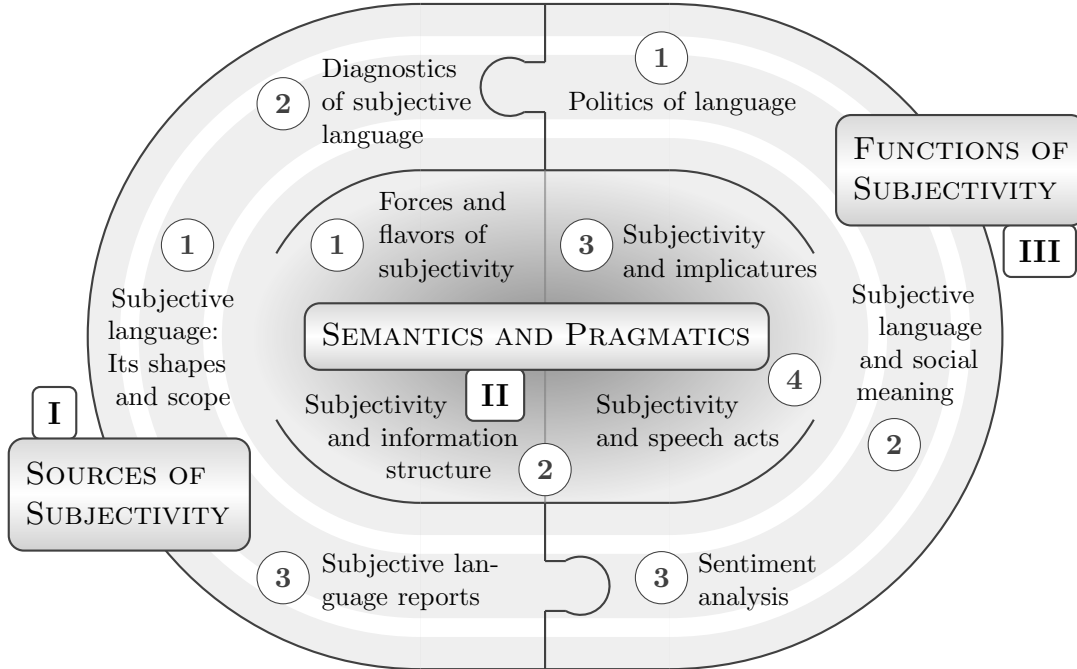 1
2
Diagnostics
of subjective
language
Politics of language
FUNCTIONS OF
SUBJECTIVITY
III
1
Subjective
language:
Its shapes
and scope
1
Forces and
flavors of
subjectivity
3
Subjectivity
and implicatures
SEMANTICS AND PRAGMATICS
II
Subjective
language
and social
meaning
2
I
SOURCES OF
SUBJECTIVITY
Subjectivity
and information
structure
2
4
Subjectivity
and speech acts
3
Subjective lan-
guage reports
3
Sentiment
analysis